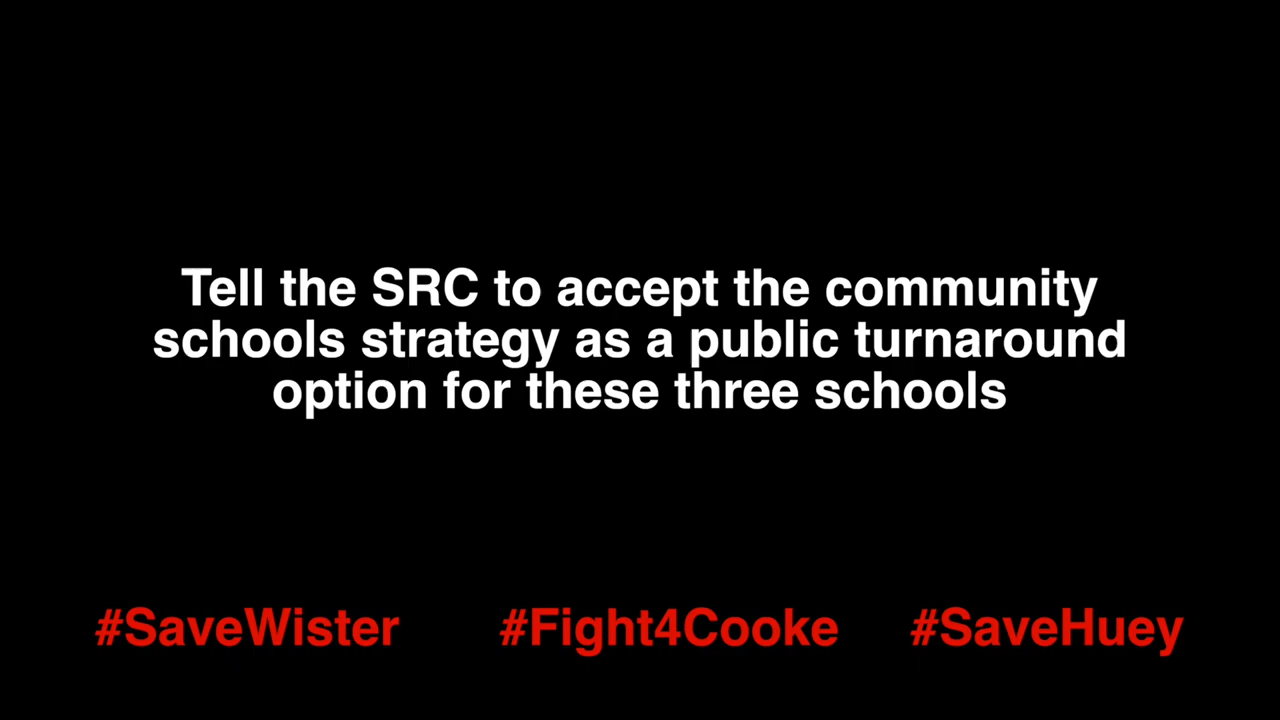 Tell the SRC to accept the community
schools strategy as a public turnaround
option for these three schools
#SaveWister #Fight4Cooke #SaveHuey